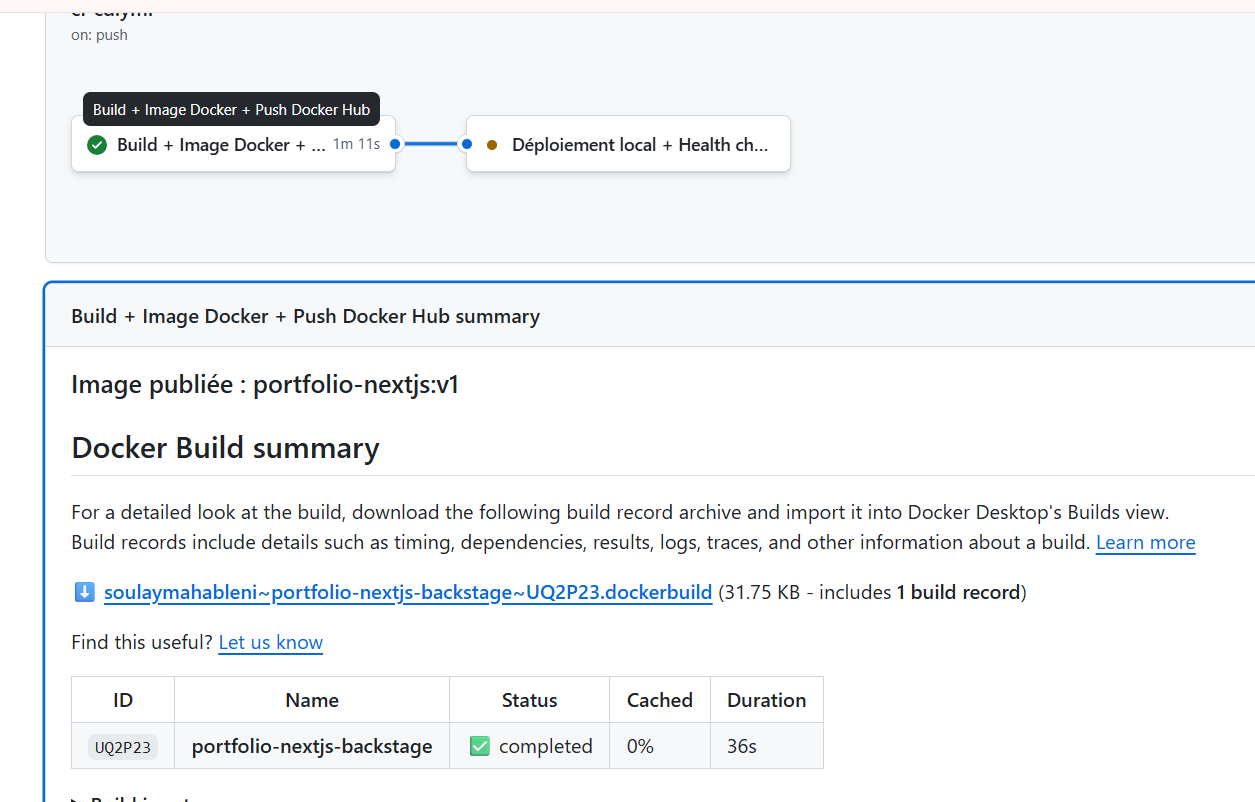 on: push
Build + Image Docker + Push Docker Hub
Build + Image Docker + ... 1m 11s
Déploiement local + Health ch...
Build + Image Docker + Push Docker Hub summary
Image publiée : portfolio-nextjs:v1
Docker Build summary
For a detailed look at the build, download the following build record archive and import it into Docker Desktop's Builds view.
Build records include details such as timing, dependencies, results, logs, traces, and other information about a build. Learn more
soulaymahableni~portfolio-nextjs-backstage~UQ2P23.dockerbuild (31.75 KB - includes 1 build record)
Find this useful? Let us know
ID Name Status Cached Duration
UQ2P23 portfolio-nextjs-backstage completed 0% 36s